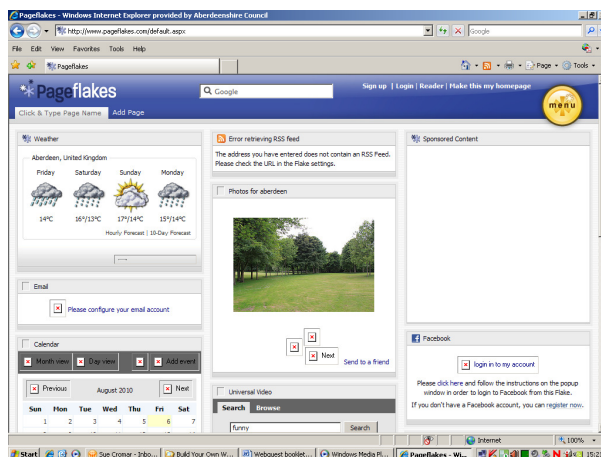 Pageflakes - Windows Internet Explorer provided by Aberdeenshire Council
http://www.pageflakes.com/default.aspx
Google
File Edit View Favorites Tools Help
Pageflakes
Page Tools
Pageflakes
Google
Sign up | Login | Reader | Make this my homepage
menu
Click & Type Page Name Add Page
Weather
Aberdeen, United Kingdom
Friday Saturday Sunday Monday
14°C 16°/13°C 17°/14°C 15°/14°C
Hourly Forecast | 10-Day Forecast
Email
Please configure your email account
Calendar
Month view Day view Add event
Previous August 2010 Next
Sun Mon Tue Wed Thu Fri Sat
1 2 3 4 5 6 7
Error retrieving RSS feed
The address you have entered does not contain an RSS Feed.
Please check the URL in the Flake settings.
Photos for aberdeen
Next
Send to a friend
Universal Video
Search Browse
funny Search
Sponsored Content
Facebook
login in to my account
Please click here and follow the instructions on the popup
window in order to login to Facebook from this Flake.
If you don't have a Facebook account, you can register now.
Internet 100%
Start Sue Cromar - Inbo... Build Your Own W... Webquest booklet... Windows Media Pl... Pageflakes - Wi...